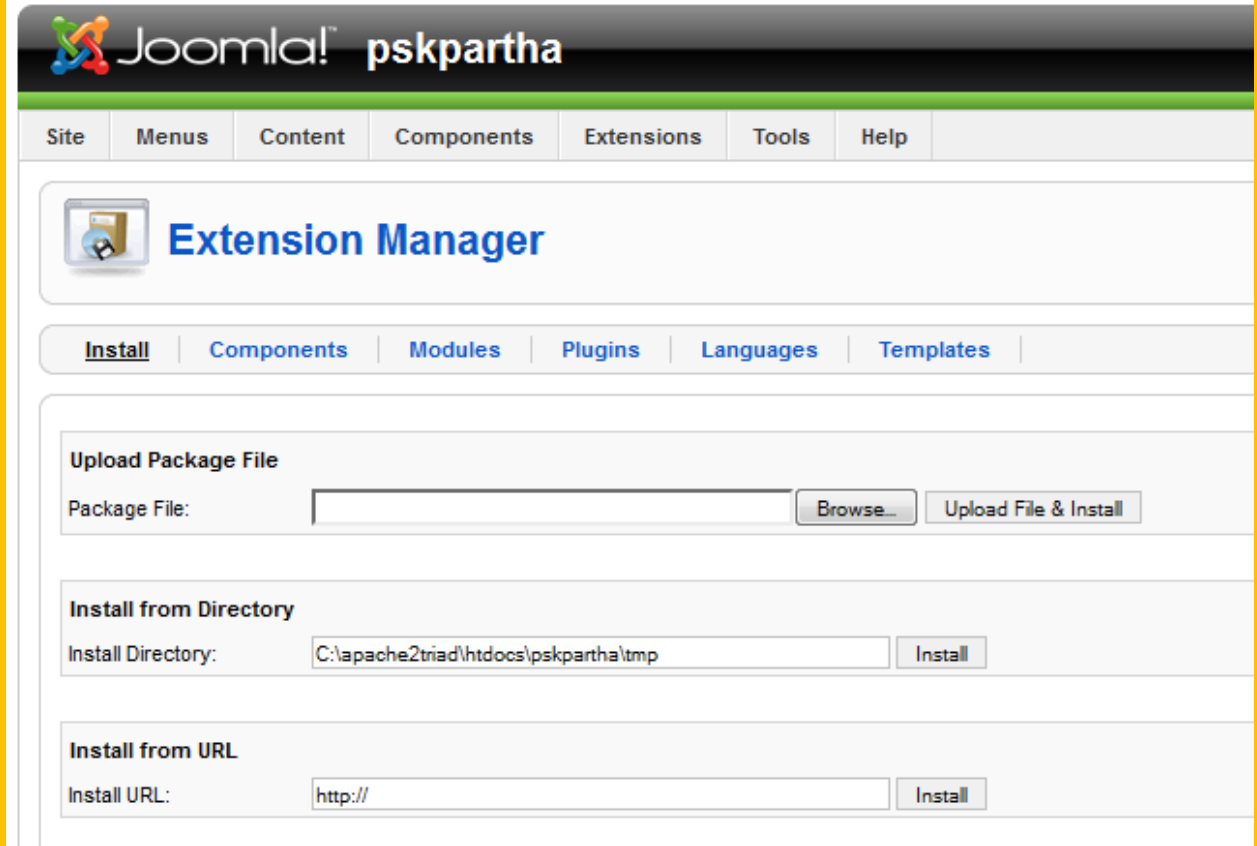 Joomla!™ pskpartha
Site Menus Content Components Extensions Tools Help
Extension Manager
Install Components Modules Plugins Languages Templates
Upload Package File
Package File: Browse... Upload File & Install
Install from Directory
Install Directory: C:\apache2triad\htdocs\pskpartha\tmp Install
Install from URL
Install URL: http:// Install